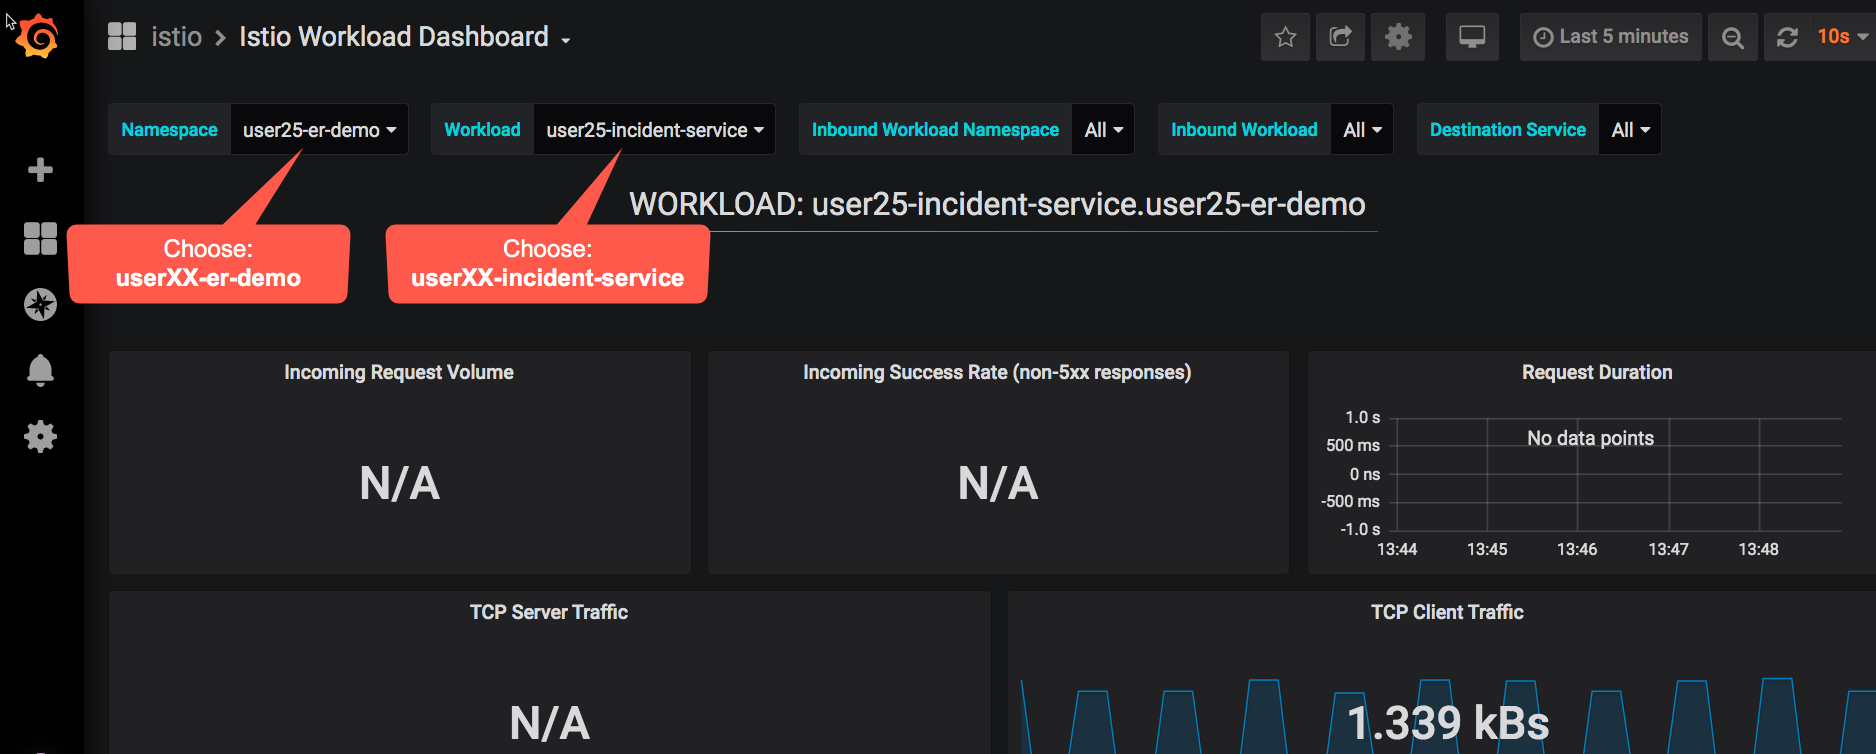 istio > Istio Workload Dashboard
Last 5 minutes
10s
Namespace
user25-er-demo
Workload
user25-incident-service
Inbound Workload Namespace
All
Inbound Workload
All
Destination Service
All
WORKLOAD: user25-incident-service.user25-er-demo
Choose:
userXX-er-demo
Choose:
userXX-incident-service
Incoming Request Volume
N/A
Incoming Success Rate (non-5xx responses)
N/A
Request Duration
1.0 s
500 ms
0 ns
-500 ms
-1.0 s
No data points
13:44
13:45
13:46
13:47
13:48
TCP Server Traffic
N/A
TCP Client Traffic
1.339 kBs